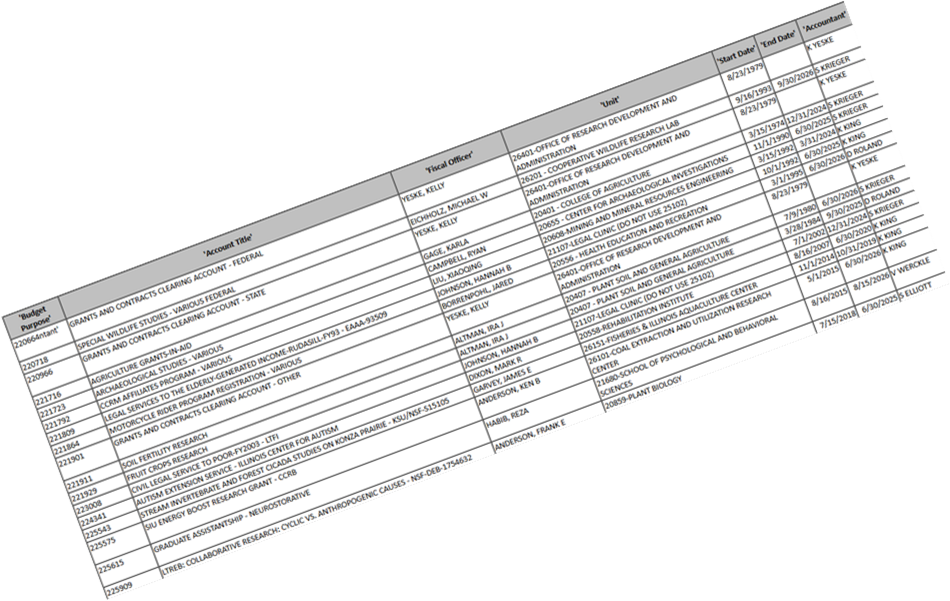 'Budget Purpose' 'Account Title' 'Fiscal Officer' 'Unit' 'Start Date' 'End Date' 'Accountant'
220664ntant' GRANTS AND CONTRACTS CLEARING ACCOUNT - FEDERAL YESKE, KELLY 26401-OFFICE OF RESEARCH DEVELOPMENT AND ADMINISTRATION 8/23/1979 K YESKE
220718 SPECIAL WILDLIFE STUDIES - VARIOUS FEDERAL EICHHOLZ, MICHAEL W 26201 - COOPERATIVE WILDLIFE RESEARCH LAB 9/16/1993 9/30/2026 S KRIEGER
220966 GRANTS AND CONTRACTS CLEARING ACCOUNT - STATE YESKE, KELLY 26401-OFFICE OF RESEARCH DEVELOPMENT AND ADMINISTRATION 8/23/1979 K YESKE
221716 AGRICULTURE GRANTS-IN-AID GAGE, KARLA 20401 - COLLEGE OF AGRICULTURE 3/15/1974 12/31/2024 S KRIEGER
221723 ARCHAEOLOGICAL STUDIES - VARIOUS CAMPBELL, RYAN 20655 - CENTER FOR ARCHAEOLOGICAL INVESTIGATIONS 11/1/1990 6/30/2025 S KRIEGER
221792 CCRM AFFILIATES PROGRAM - VARIOUS LIU, XIAOQING 20608-MINING AND MINERAL RESOURCES ENGINEERING 3/15/1992 3/31/2024 K KING
221809 LEGAL SERVICES TO THE ELDERLY-GENERATED INCOME-RUDASILL-FY93 - EAAA-93509 JOHNSON, HANNAH B 21107-LEGAL CLINIC (DO NOT USE 25102) 10/1/1992 6/30/2025 K KING
221864 MOTORCYCLE RIDER PROGRAM REGISTRATION - VARIOUS BORRENPOHL, JARED 20556 - HEALTH EDUCATION AND RECREATION 3/1/1995 6/30/2026 D ROLAND
221901 GRANTS AND CONTRACTS CLEARING ACCOUNT - OTHER YESKE, KELLY 26401-OFFICE OF RESEARCH DEVELOPMENT AND ADMINISTRATION 8/23/1979 K YESKE
221911 SOIL FERTILITY RESEARCH ALTMAN, IRA J 20407 - PLANT SOIL AND GENERAL AGRICULTURE 7/9/1980 6/30/2026 S KRIEGER
221929 FRUIT CROPS RESEARCH ALTMAN, IRA J 20407 - PLANT SOIL AND GENERAL AGRICULTURE 3/28/1984 9/30/2025 D ROLAND
223008 CIVIL LEGAL SERVICE TO POOR-FY2003 - LTFI JOHNSON, HANNAH B 21107-LEGAL CLINIC (DO NOT USE 25102) 7/1/2002 12/31/2024 S KRIEGER
224341 AUTISM EXTENSION SERVICE - ILLINOIS CENTER FOR AUTISM DIXON, MARK R 20558-REHABILITATION INSTITUTE 8/16/2007 6/30/2020 K KING
225543 STREAM INVERTEBRATE AND FOREST CICADA STUDIES ON KONZA PRAIRIE - KSU/NSF-S15105 GARVEY, JAMES E 26151-FISHERIES & ILLINOIS AQUACULTURE CENTER 11/1/2014 10/31/2019 K KING
225575 SIU ENERGY BOOST RESEARCH GRANT - CCRB ANDERSON, KEN B 26101-COAL EXTRACTION AND UTILIZATION RESEARCH CENTER 5/1/2015 6/30/2026 K KING
225615 GRADUATE ASSISTANTSHIP - NEUROSTORATIVE HABIB, REZA 21680-SCHOOL OF PSYCHOLOGICAL AND BEHAVIORAL SCIENCES 8/16/2015 8/15/2026 V WERCKLE
225909 LTREB: COLLABORATIVE RESEARCH: CYCLIC VS. ANTHROPOGENIC CAUSES - NSF-DEB-1754632 ANDERSON, FRANK E 20859-PLANT BIOLOGY 7/15/2018 6/30/2025 S ELLIOTT